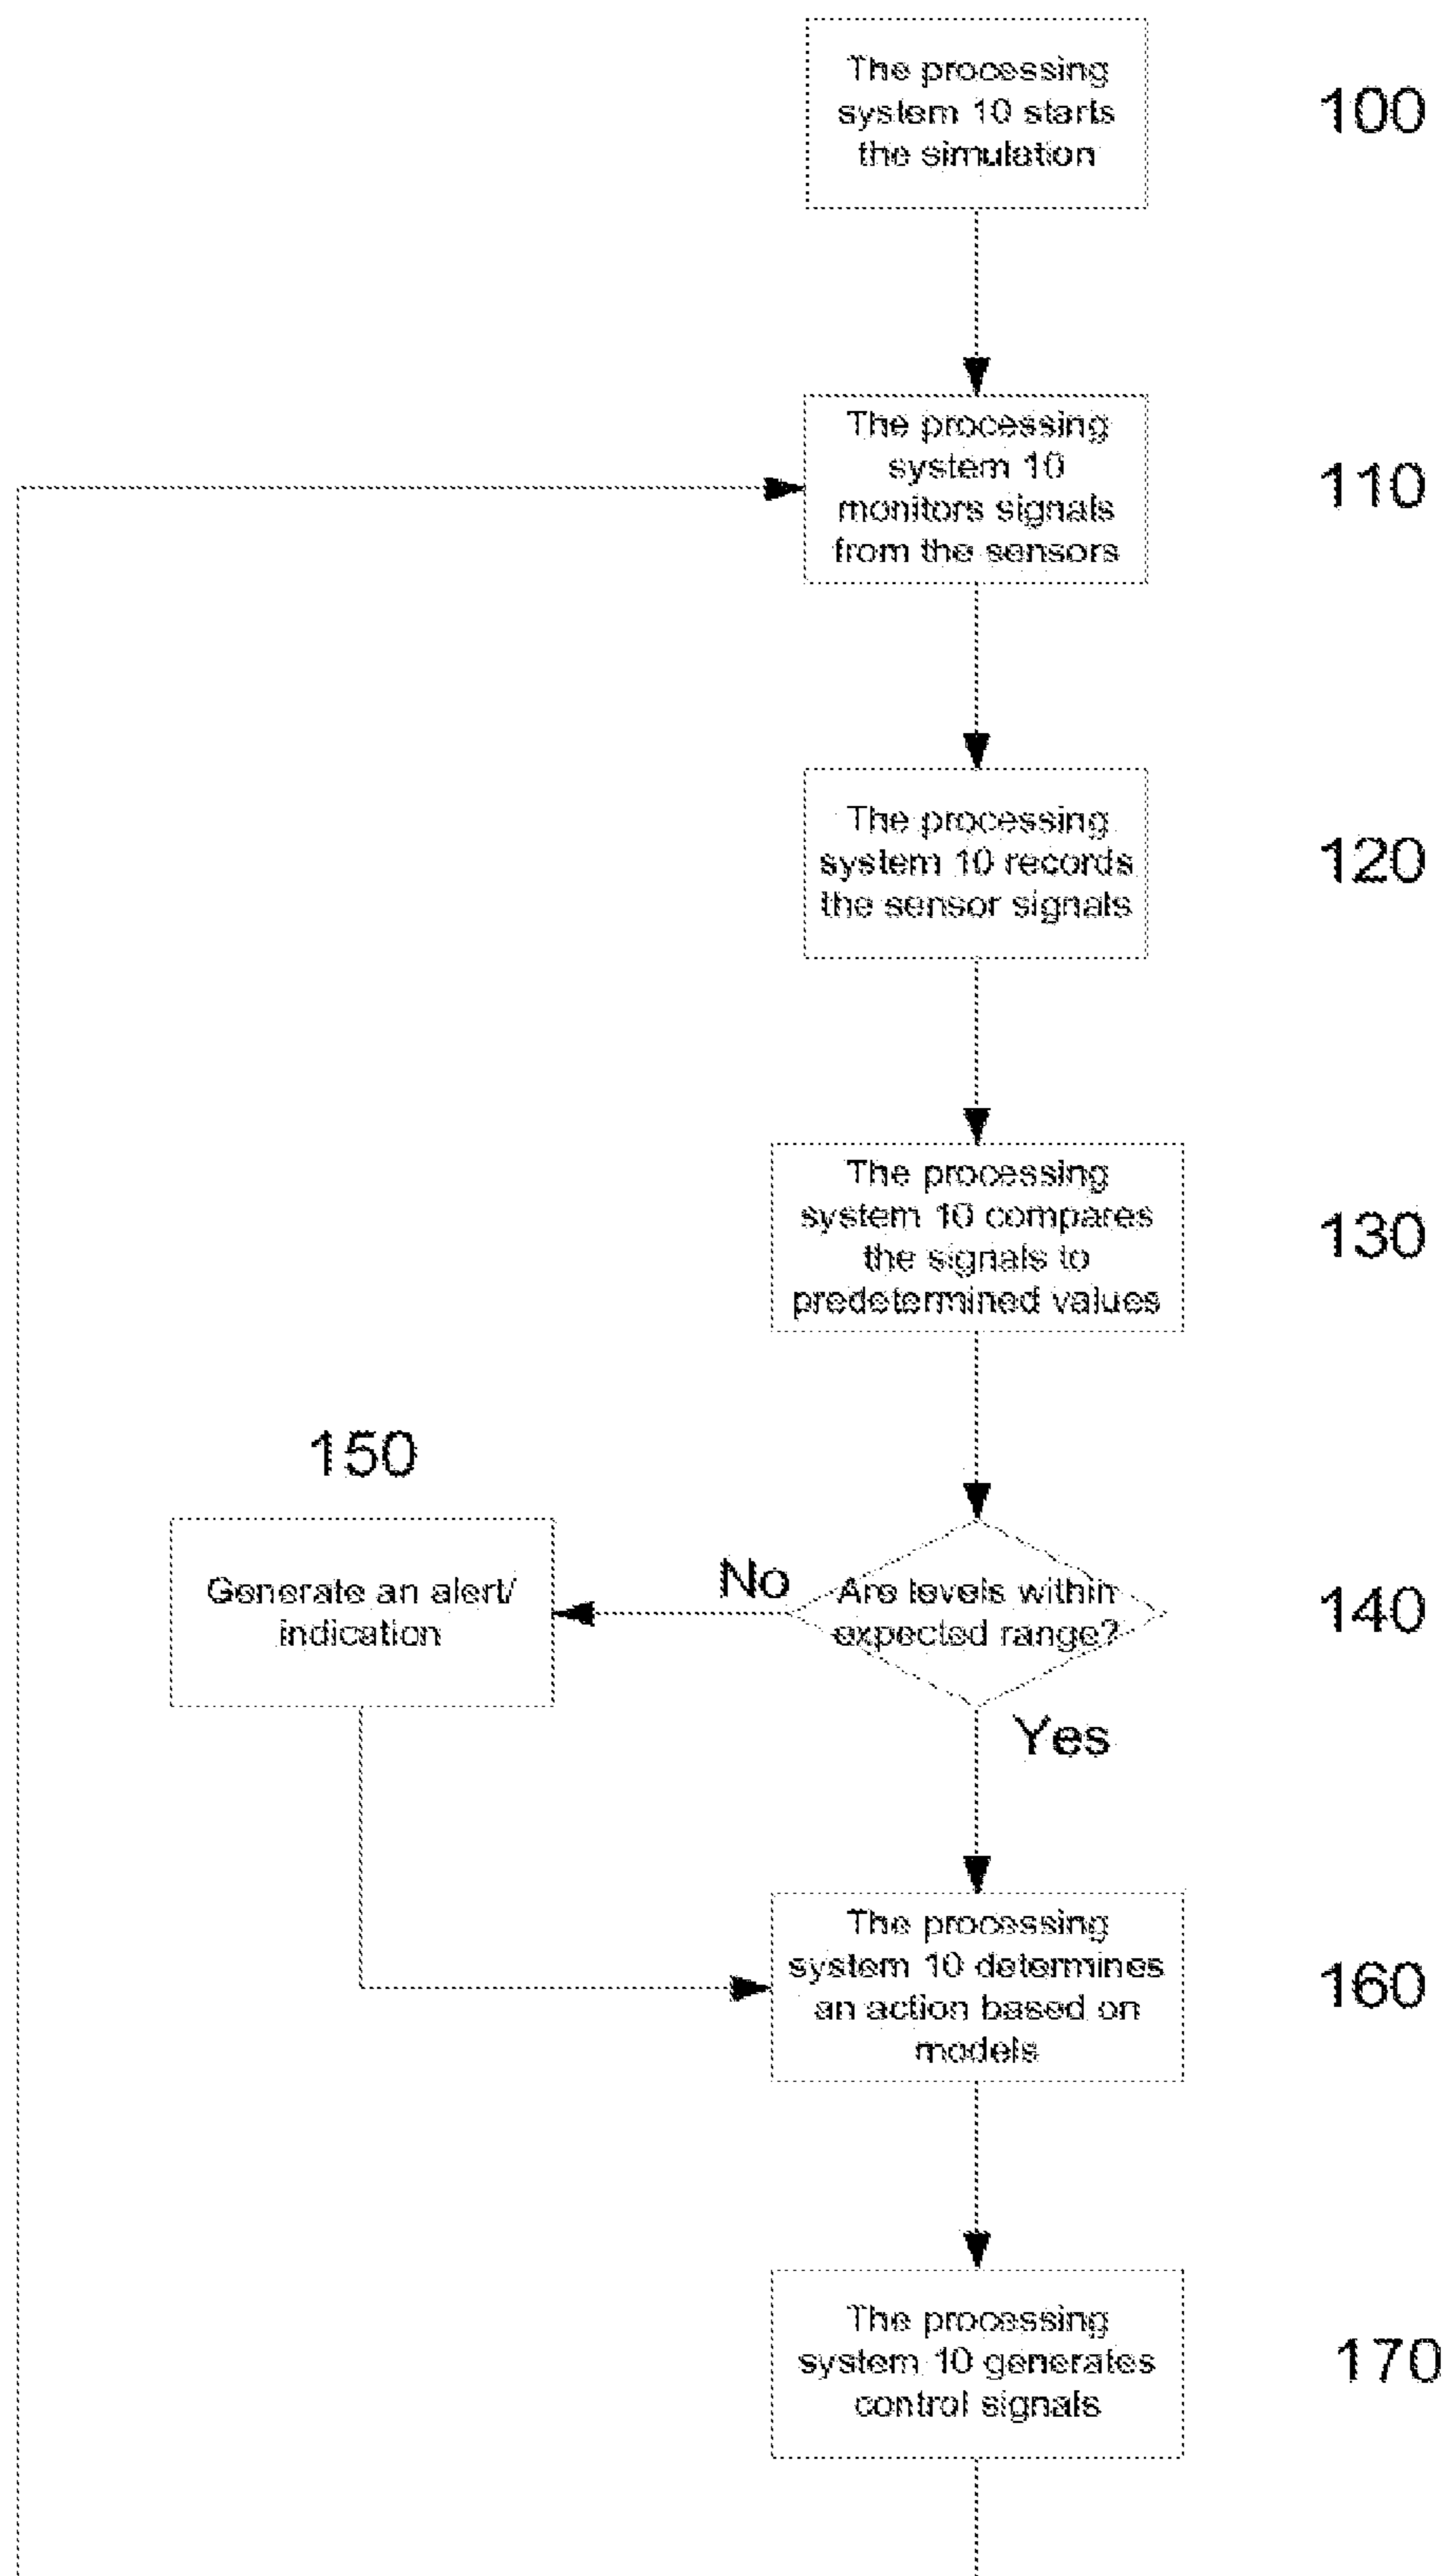 The processing
system 10 starts
the simulation
100
The processing
system 10
monitors signals
from the sensors
110
The processing
system 10 records
the sensor signals
120
The processing
system 10 compares
the signals to
predetermined values
130
150
Generate an alert/
indication
No
Are levels within
expected range?
140
Yes
The processing
system 10 determines
an action based on
models
160
The processing
system 10 generates
control signals
170